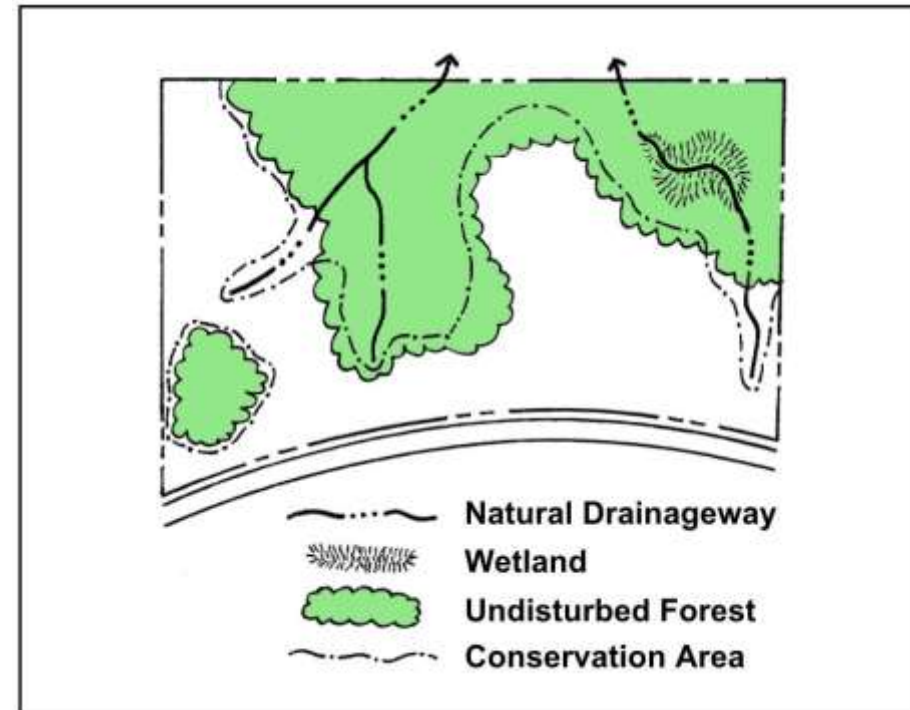 Natural Drainageway
Wetland
Undisturbed Forest
Conservation Area